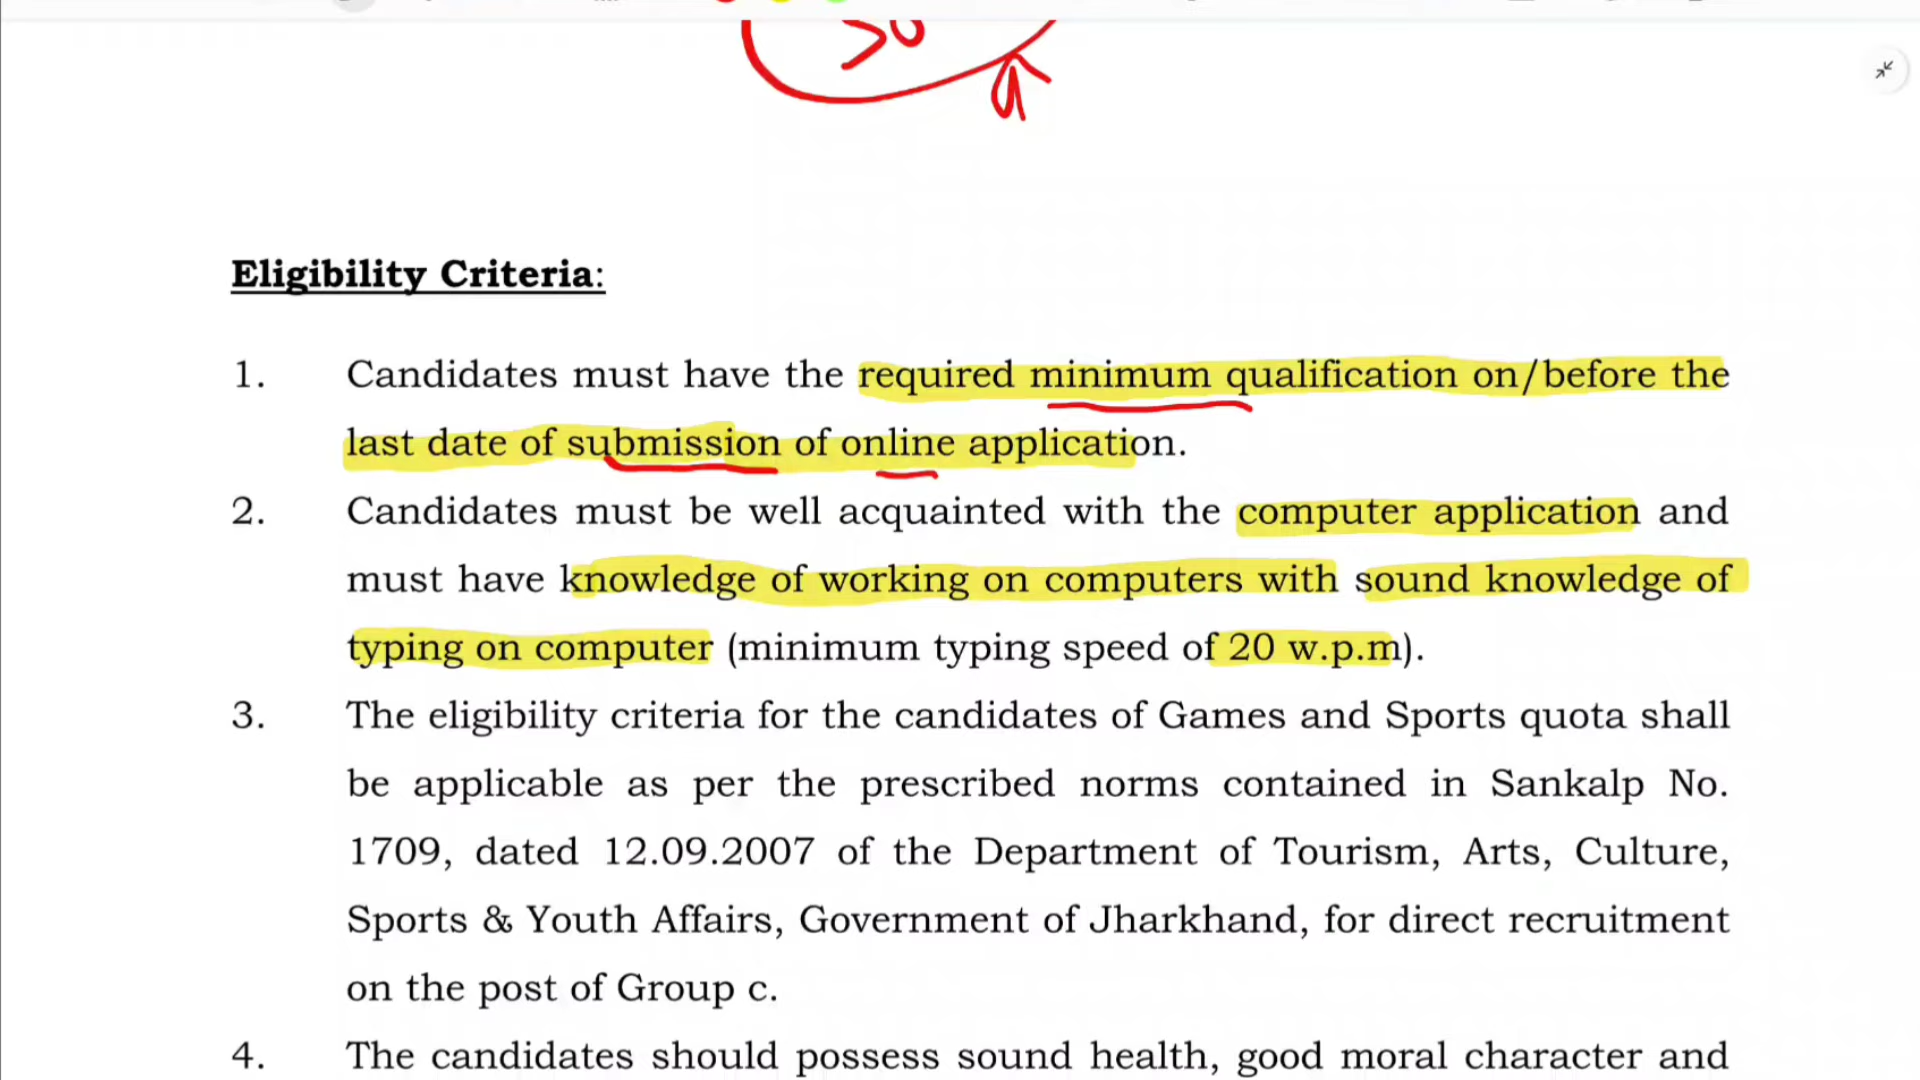 30
Eligibility Criteria:
1. Candidates must have the required minimum qualification on/before the
last date of submission of online application.
2. Candidates must be well acquainted with the computer application and
must have knowledge of working on computers with sound knowledge of
typing on computer (minimum typing speed of 20 w.p.m).
3. The eligibility criteria for the candidates of Games and Sports quota shall
be applicable as per the prescribed norms contained in Sankalp No.
1709, dated 12.09.2007 of the Department of Tourism, Arts, Culture,
Sports & Youth Affairs, Government of Jharkhand, for direct recruitment
on the post of Group c.
4. The candidates should possess sound health, good moral character and